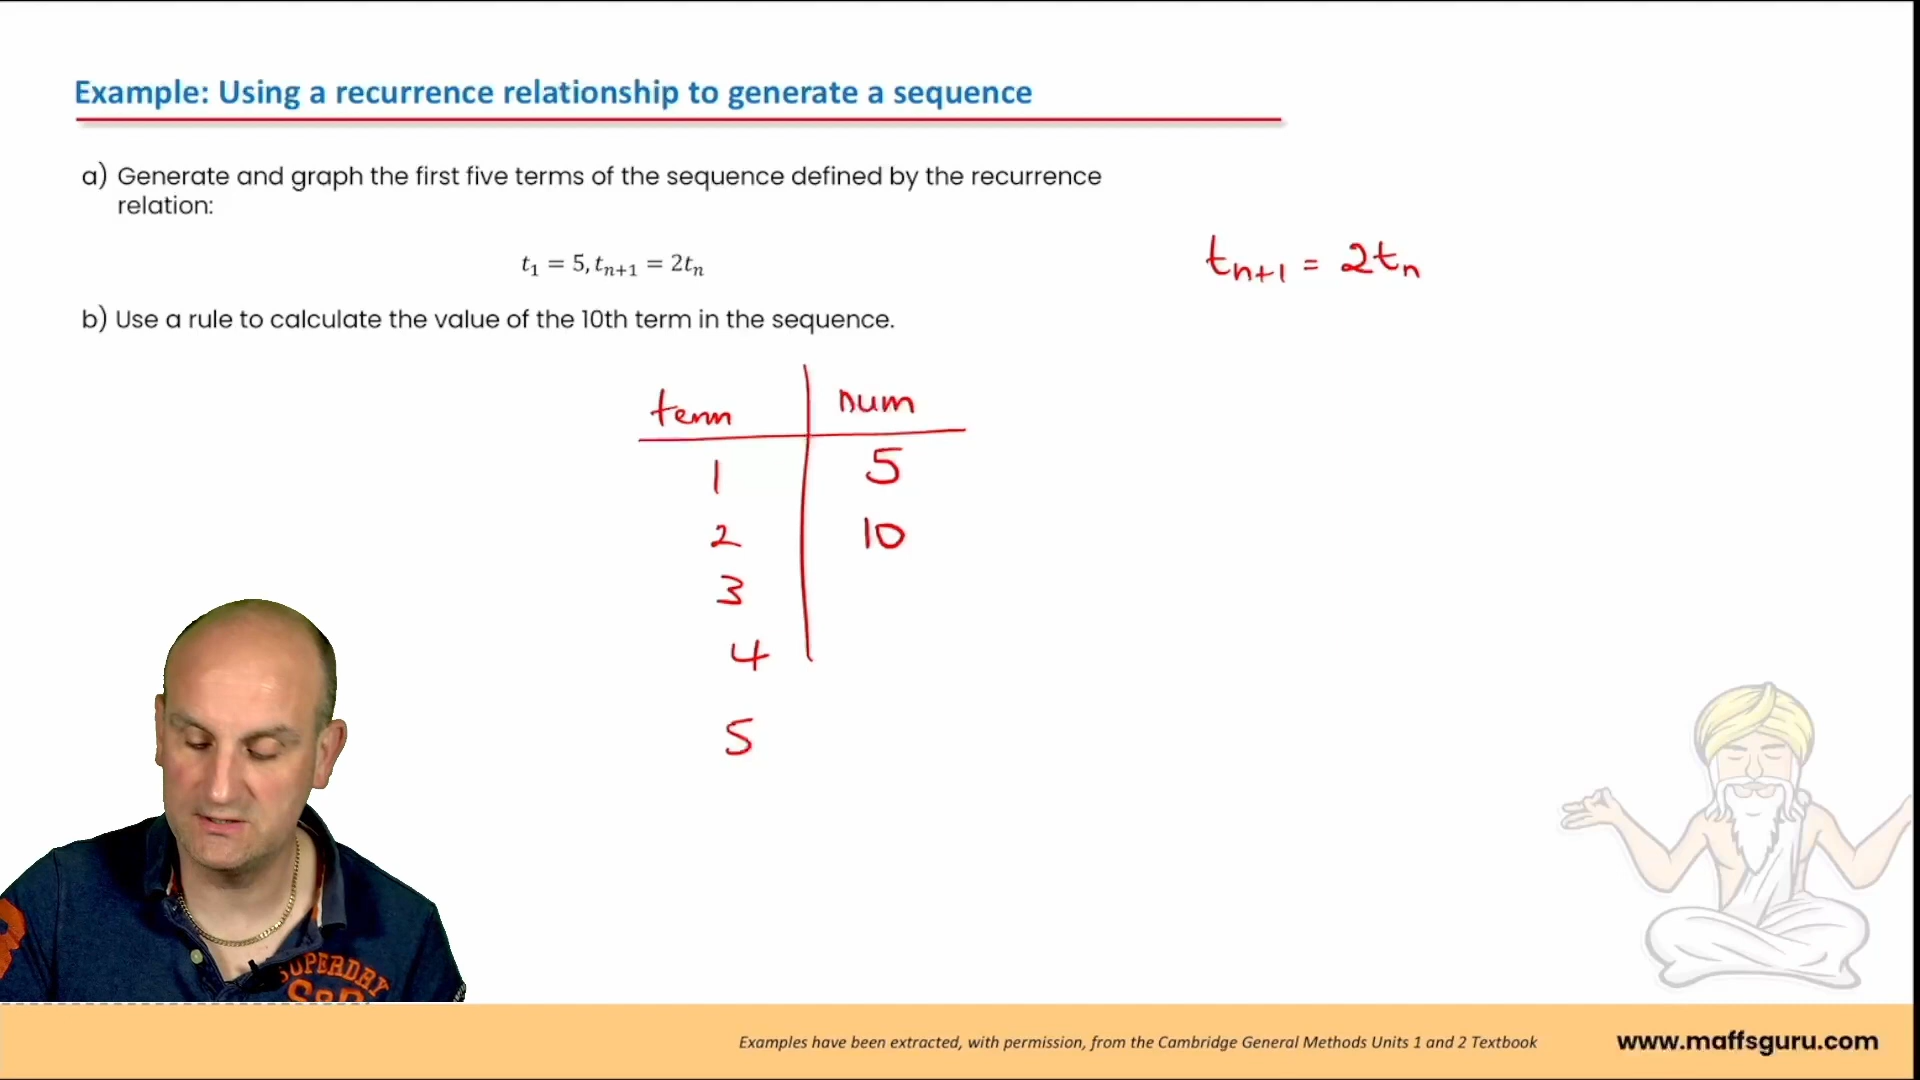 Example: Using a recurrence relationship to generate a sequence
a) Generate and graph the first five terms of the sequence defined by the recurrence
relation:
t₁ = 5, tₙ₊₁ = 2tₙ
tₙ₊₁ = 2tₙ
b) Use a rule to calculate the value of the 10th term in the sequence.
term num
1 5
2 10
3
4
5
SUPERDRY
Examples have been extracted, with permission, from the Cambridge General Methods Units 1 and 2 Textbook
www.maffsguru.com